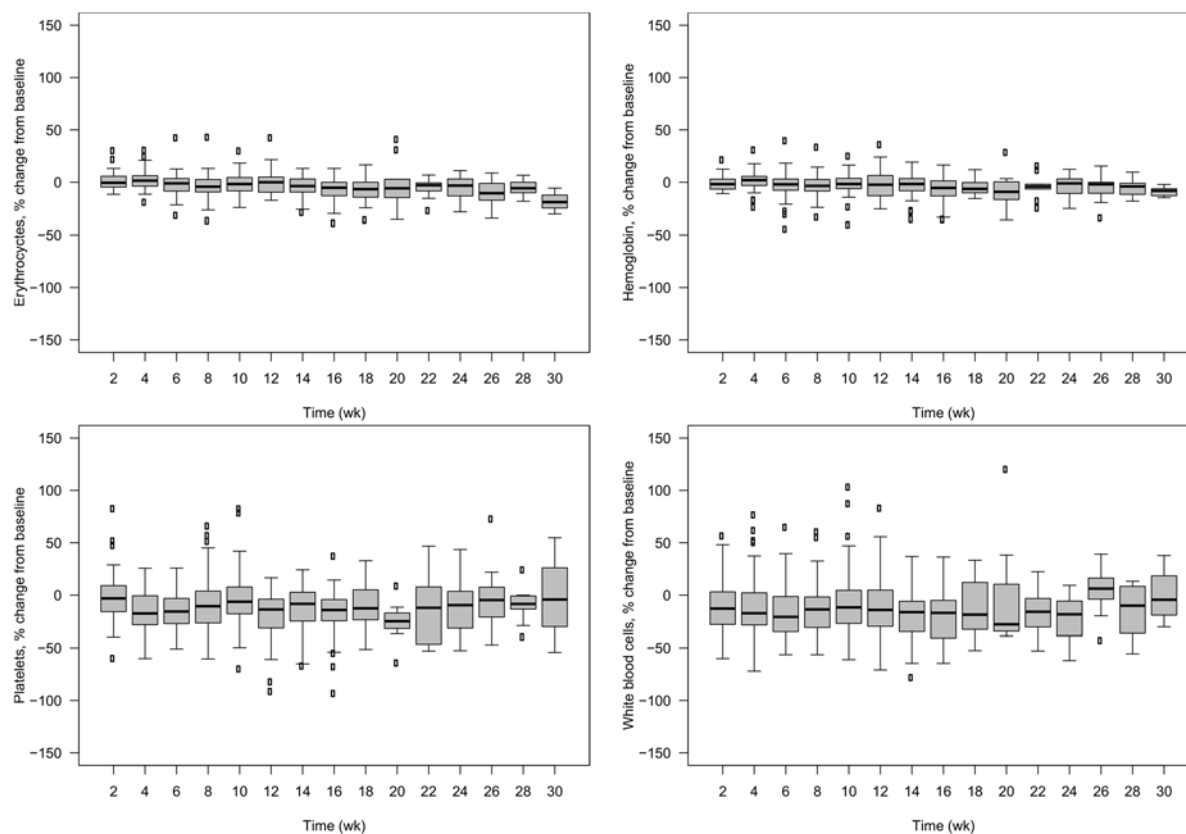 Erythrocytes, % change from baseline
150
100
50
0
−50
−100
−150
2 4 6 8 10 12 14 16 18 20 22 24 26 28 30
Time (wk)
Hemoglobin, % change from baseline
150
100
50
0
−50
−100
−150
2 4 6 8 10 12 14 16 18 20 22 24 26 28 30
Time (wk)
Platelets, % change from baseline
150
100
50
0
−50
−100
−150
2 4 6 8 10 12 14 16 18 20 22 24 26 28 30
Time (wk)
White blood cells, % change from baseline
150
100
50
0
−50
−100
−150
2 4 6 8 10 12 14 16 18 20 22 24 26 28 30
Time (wk)